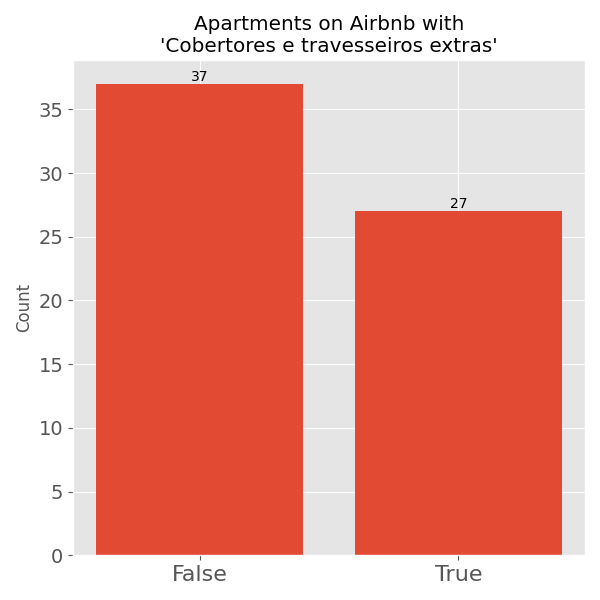 Apartments on Airbnb with
'Cobertores e travesseiros extras'
37
27
35
30
25
20
15
10
5
0
Count
False
True